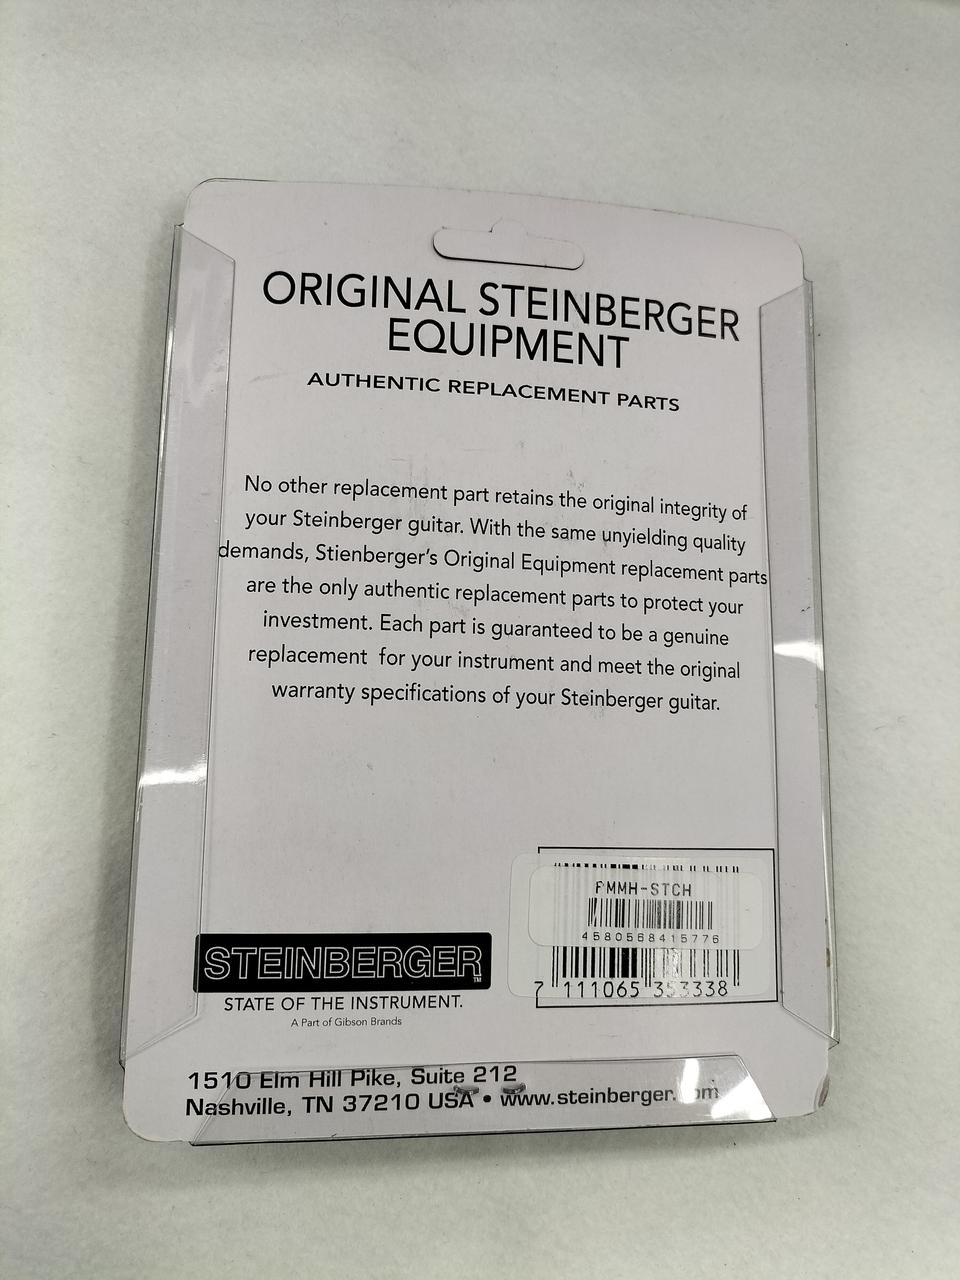 ORIGINAL STEINBERGER
EQUIPMENT
AUTHENTIC REPLACEMENT PARTS
No other replacement part retains the original integrity of
your Steinberger guitar. With the same unyielding quality
demands, Stienberger's Original Equipment replacement parts
are the only authentic replacement parts to protect your
investment. Each part is guaranteed to be a genuine
replacement for your instrument and meet the original
warranty specifications of your Steinberger guitar.
PMMH-STCH
4580568415776
7 111065 353338
STEINBERGER™
STATE OF THE INSTRUMENT.
A Part of Gibson Brands
1510 Elm Hill Pike, Suite 212
Nashville, TN 37210 USA • www.steinberger.com